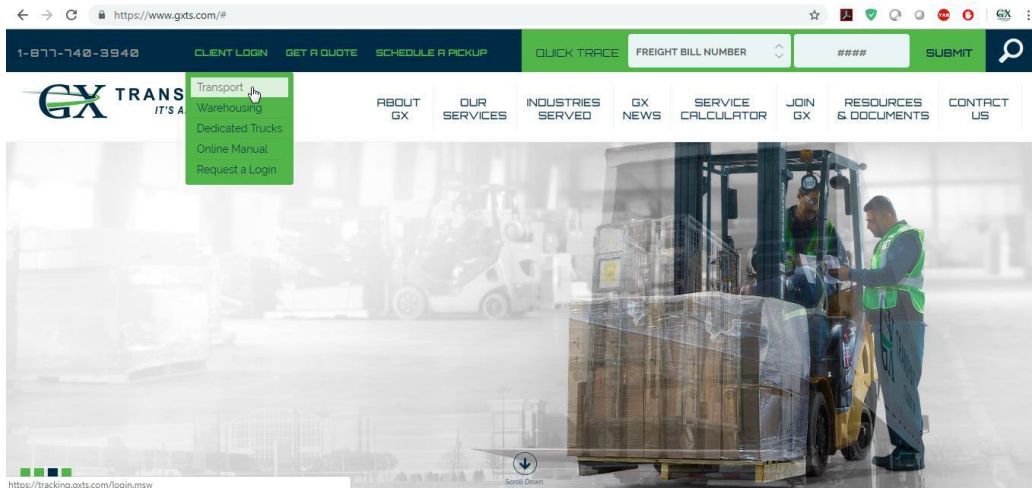 https://www.gxts.com/#
1-877-740-3940 CLIENT LOGIN GET A QUOTE SCHEDULE A PICKUP QUICK TRACE FREIGHT BILL NUMBER #### SUBMIT
GX TRANS
IT'S A
Transport
Warehousing
Dedicated Trucks
Online Manual
Request a Login
ABOUT GX
OUR SERVICES
INDUSTRIES SERVED
GX NEWS
SERVICE CALCULATOR
JOIN GX
RESOURCES & DOCUMENTS
CONTACT US
Scroll Down
https://tracking.gxts.com/login.msw